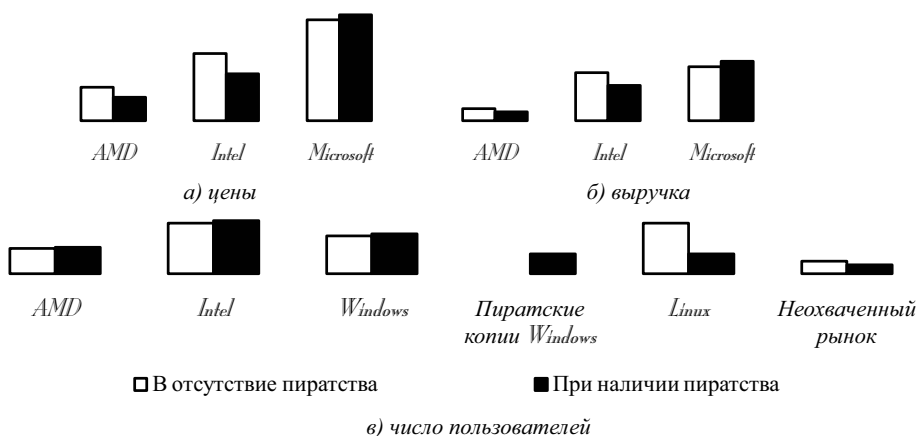 AMD Intel Microsoft AMD Intel Microsoft
а) цены б) выручка
AMD Intel Windows Пиратские Linux Неохваченный
копии Windows рынок
В отсутствие пиратства При наличии пиратства
в) число пользователей